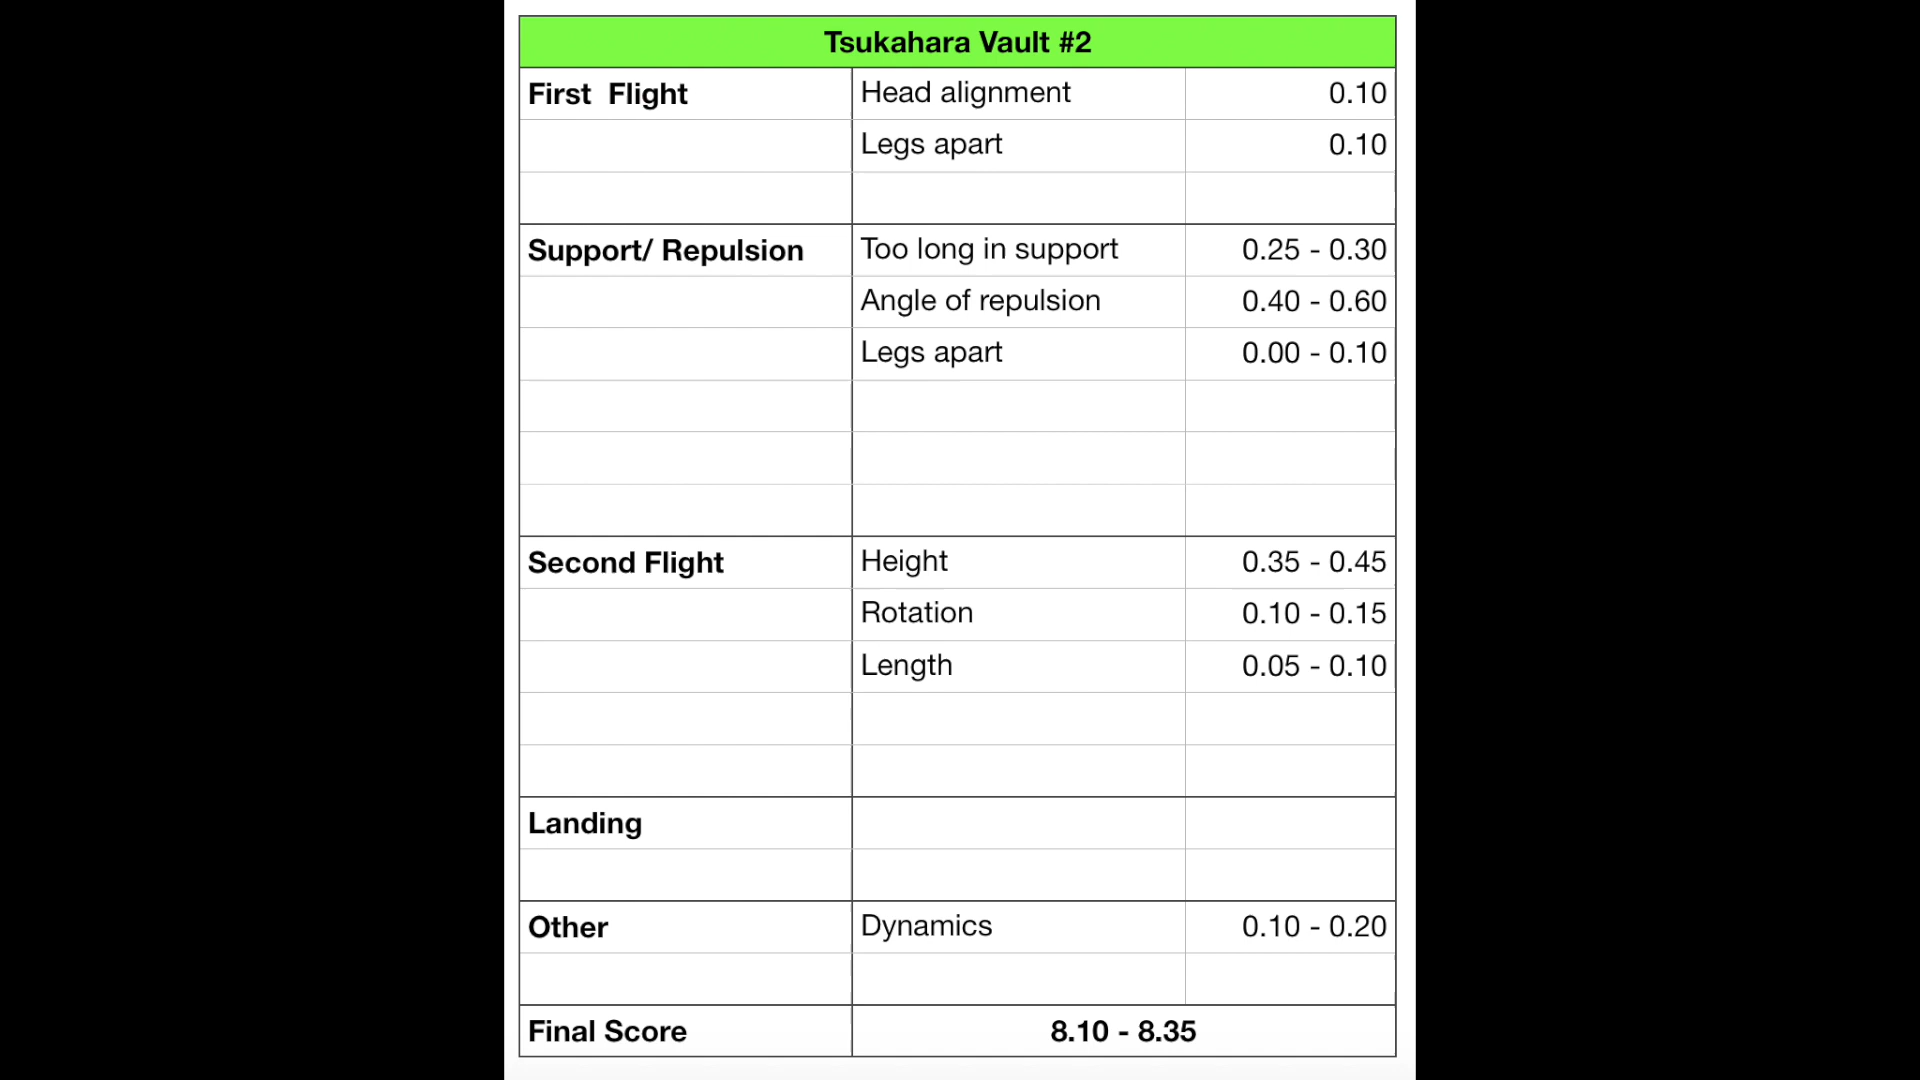 Tsukahara Vault #2
First Flight Head alignment 0.10
Legs apart 0.10
Support/ Repulsion Too long in support 0.25 - 0.30
Angle of repulsion 0.40 - 0.60
Legs apart 0.00 - 0.10
Second Flight Height 0.35 - 0.45
Rotation 0.10 - 0.15
Length 0.05 - 0.10
Landing
Other Dynamics 0.10 - 0.20
Final Score 8.10 - 8.35